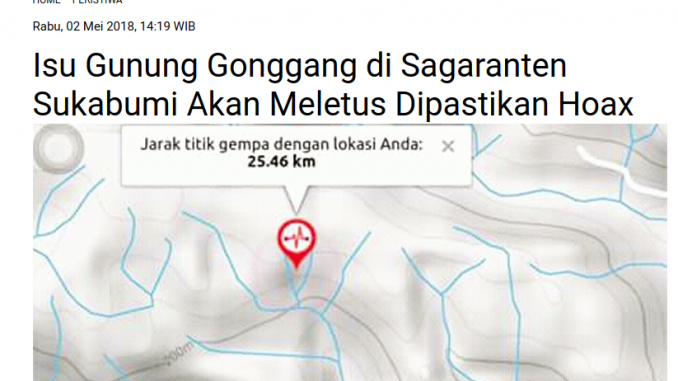 HOME PERISTIWA
Rabu, 02 Mei 2018, 14:19 WIB
Isu Gunung Gonggang di Sagaranten
Sukabumi Akan Meletus Dipastikan Hoax
Jarak titik gempa dengan lokasi Anda:
25.46 km
200m